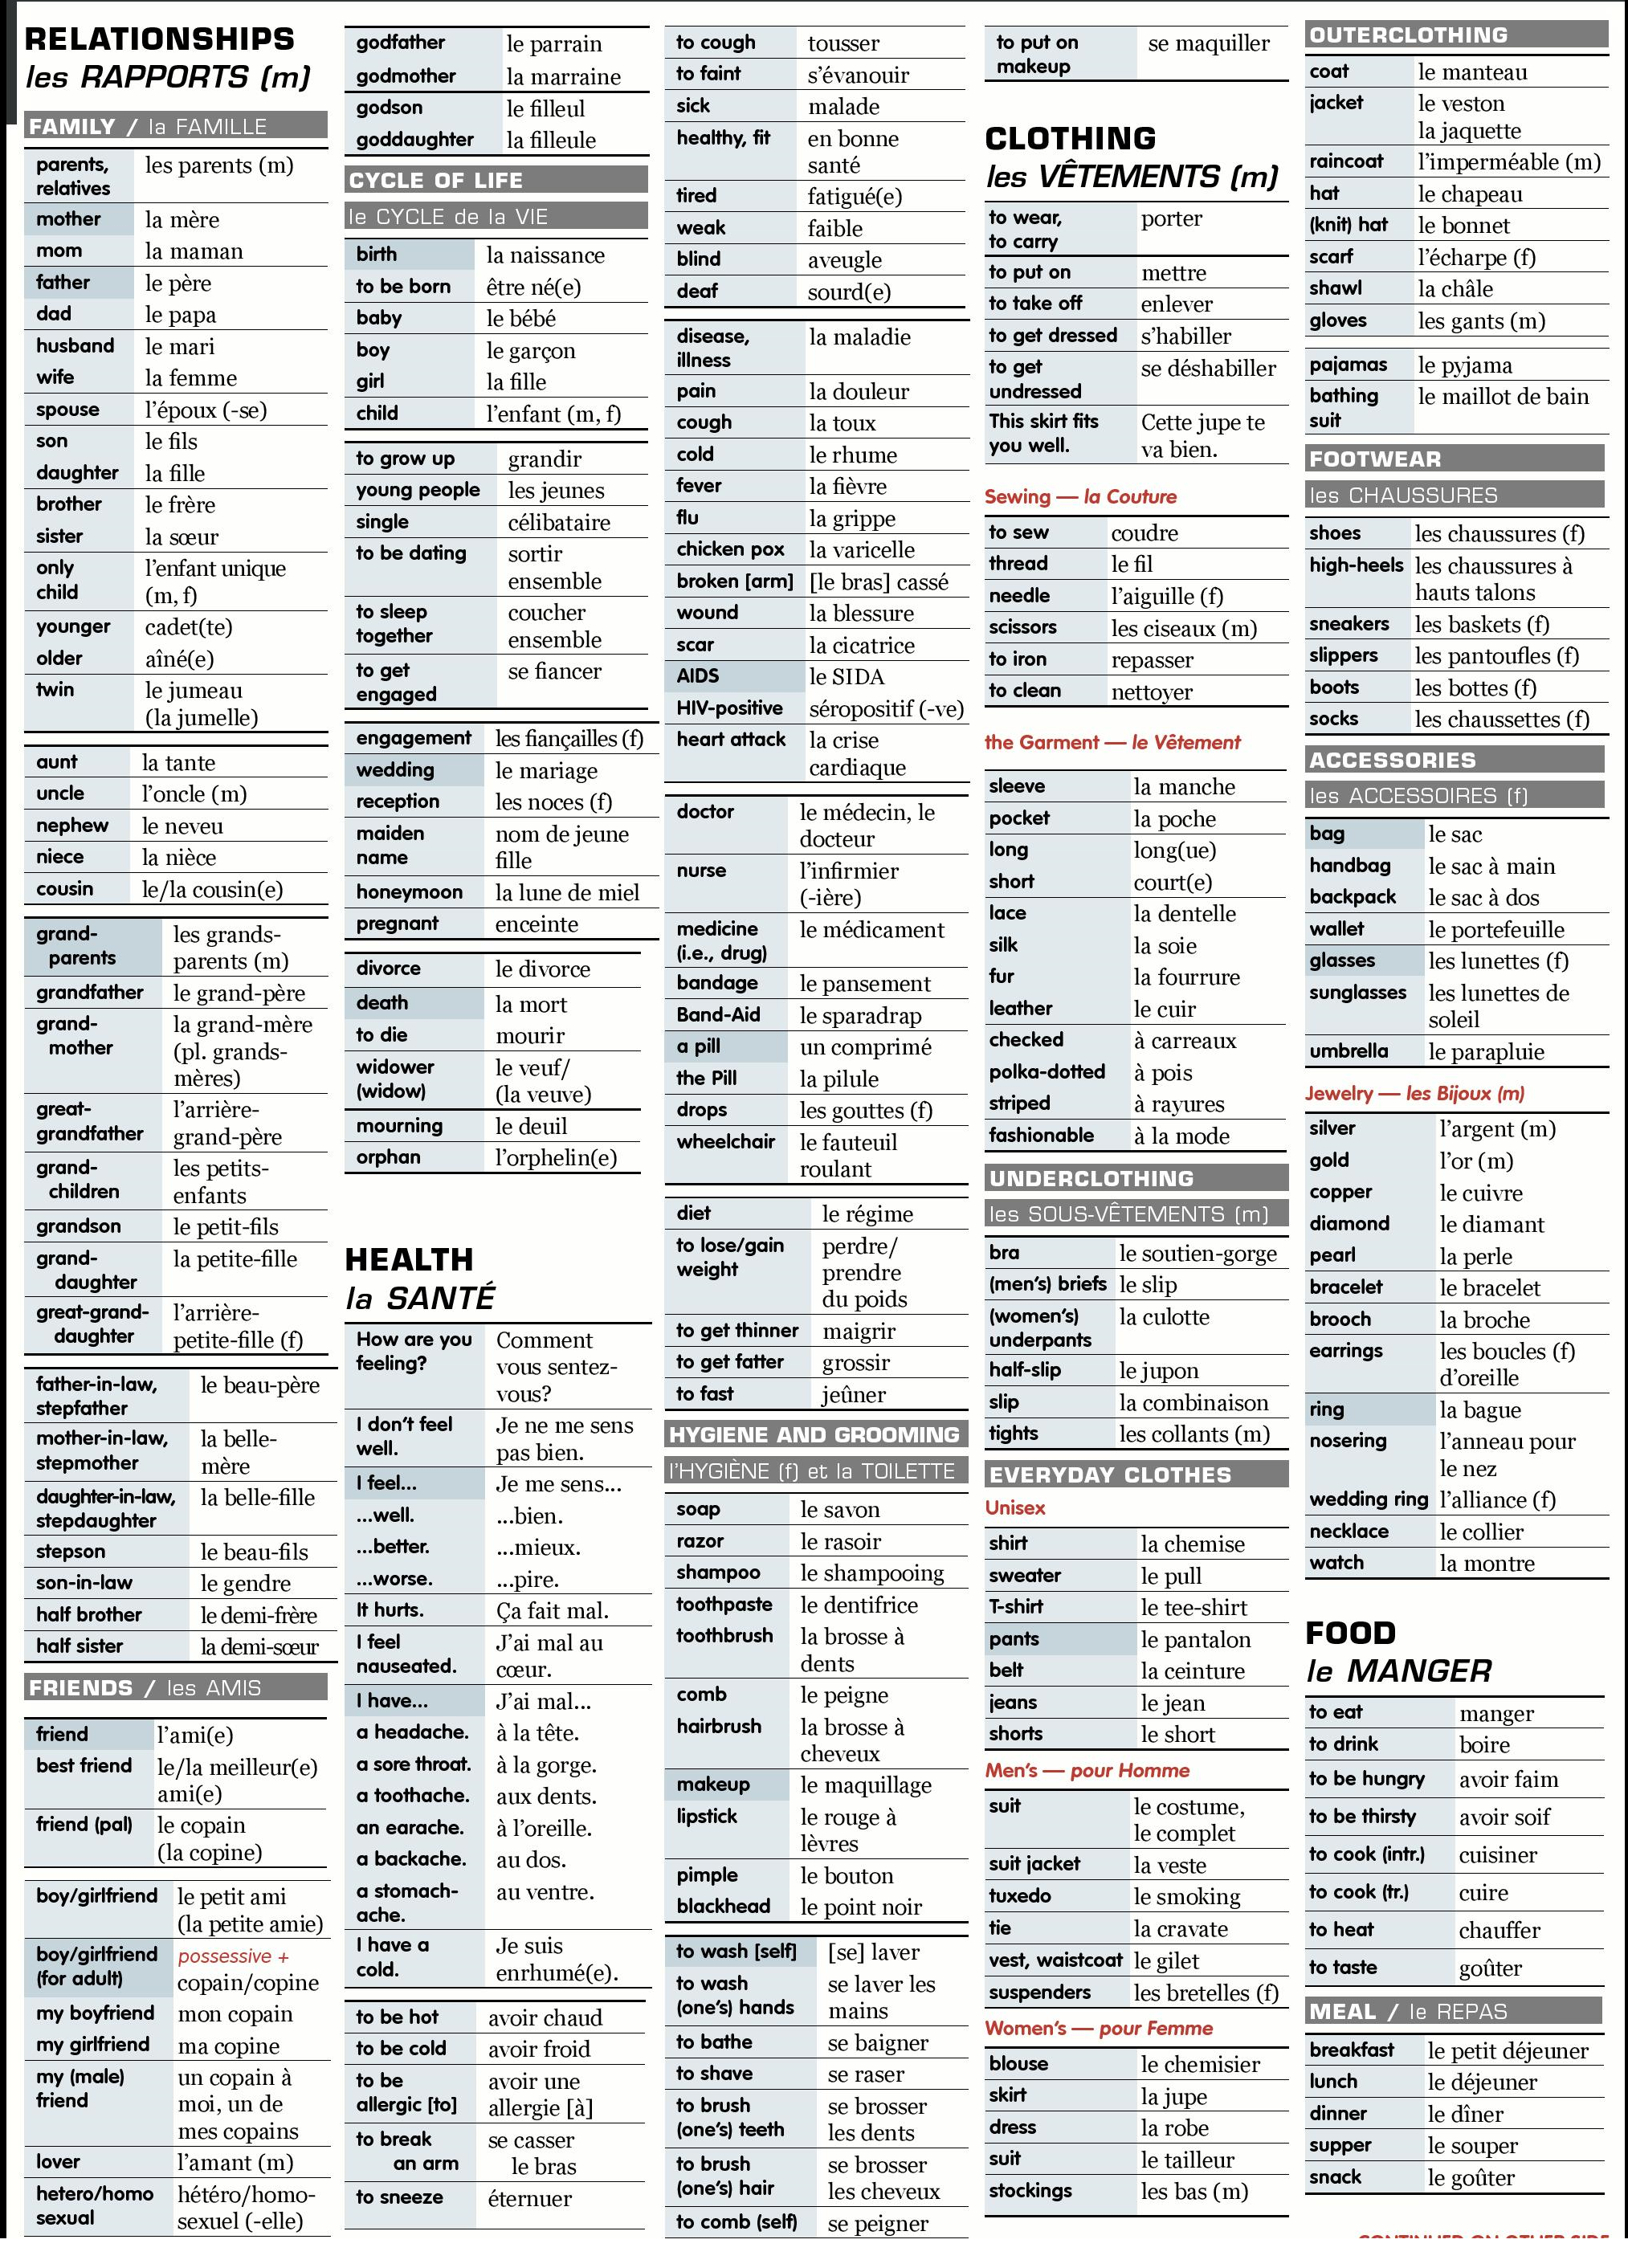 RELATIONSHIPS
les RAPPORTS (m)
FAMILY / la FAMILLE
parents, les parents (m)
relatives
mother la mère
mom la maman
father le père
dad le papa
husband le mari
wife la femme
spouse l'époux (-se)
son le fils
daughter la fille
brother le frère
sister la sœur
only l'enfant unique
child (m, f)
younger cadet(te)
older aîné(e)
twin le jumeau
(la jumelle)
aunt la tante
uncle l'oncle (m)
nephew le neveu
niece la nièce
cousin le/la cousin(e)
grand- les grands-
parents parents (m)
grandfather le grand-père
grand- la grand-mère
mother (pl. grands-
mères)
great- l'arrière-
grandfather grand-père
grand- les petits-
children enfants
grandson le petit-fils
grand- la petite-fille
daughter
great-grand- l'arrière-
daughter petite-fille (f)
father-in-law, le beau-père
stepfather
mother-in-law, la belle-
stepmother mère
daughter-in-law, la belle-fille
stepdaughter
stepson le beau-fils
son-in-law le gendre
half brother le demi-frère
half sister la demi-sœur
FRIENDS / les AMIS
friend l'ami(e)
best friend le/la meilleur(e)
ami(e)
friend (pal) le copain
(la copine)
boy/girlfriend le petit ami
(la petite amie)
boy/girlfriend possessive +
(for adult) copain/copine
my boyfriend mon copain
my girlfriend ma copine
my (male) un copain à
friend moi, un de
mes copains
lover l'amant (m)
hetero/homo hétéro/homo-
sexual sexuel (-elle)
godfather le parrain
godmother la marraine
godson le filleul
goddaughter la filleule
CYCLE OF LIFE
le CYCLE de la VIE
birth la naissance
to be born être né(e)
baby le bébé
boy le garçon
girl la fille
child l'enfant (m, f)
to grow up grandir
young people les jeunes
single célibataire
to be dating sortir
ensemble
to sleep coucher
together ensemble
to get se fiancer
engaged
engagement les fiançailles (f)
wedding le mariage
reception les noces (f)
maiden nom de jeune
name fille
honeymoon la lune de miel
pregnant enceinte
divorce le divorce
death la mort
to die mourir
widower le veuf/
(widow) (la veuve)
mourning le deuil
orphan l'orphelin(e)
HEALTH
la SANTÉ
How are you Comment
feeling? vous sentez-
vous?
I don't feel Je ne me sens
well. pas bien.
I feel... Je me sens...
...well. ...bien.
...better. ...mieux.
...worse. ...pire.
It hurts. Ça fait mal.
I feel J'ai mal au
nauseated. cœur.
I have... J'ai mal...
a headache. à la tête.
a sore throat. à la gorge.
a toothache. aux dents.
an earache. à l'oreille.
a backache. au dos.
a stomach- au ventre.
ache.
I have a Je suis
cold. enrhumé(e).
to be hot avoir chaud
to be cold avoir froid
to be avoir une
allergic [to] allergie [à]
to break se casser
an arm le bras
to sneeze éternuer
to cough tousser
to faint s'évanouir
sick malade
healthy, fit en bonne
santé
tired fatigué(e)
weak faible
blind aveugle
deaf sourd(e)
disease, la maladie
illness
pain la douleur
cough la toux
cold le rhume
fever la fièvre
flu la grippe
chicken pox la varicelle
broken [arm] [le bras] cassé
wound la blessure
scar la cicatrice
AIDS le SIDA
HIV-positive séropositif (-ve)
heart attack la crise
cardiaque
doctor le médecin, le
docteur
nurse l'infirmier
(-ière)
medicine le médicament
(i.e., drug)
bandage le pansement
Band-Aid le sparadrap
a pill un comprimé
the Pill la pilule
drops les gouttes (f)
wheelchair le fauteuil
roulant
diet le régime
to lose/gain perdre/
weight prendre
du poids
to get thinner maigrir
to get fatter grossir
to fast jeûner
HYGIENE AND GROOMING
l'HYGIÈNE (f) et la TOILETTE
soap le savon
razor le rasoir
shampoo le shampooing
toothpaste le dentifrice
toothbrush la brosse à
dents
comb le peigne
hairbrush la brosse à
cheveux
makeup le maquillage
lipstick le rouge à
lèvres
pimple le bouton
blackhead le point noir
to wash [self] [se] laver
to wash se laver les
(one's) hands mains
to bathe se baigner
to shave se raser
to brush se brosser
(one's) teeth les dents
to brush se brosser
(one's) hair les cheveux
to comb (self) se peigner
to put on se maquiller
makeup
CLOTHING
les VÊTEMENTS (m)
to wear, porter
to carry
to put on mettre
to take off enlever
to get dressed s'habiller
to get se déshabiller
undressed
This skirt fits Cette jupe te
you well. va bien.
Sewing — la Couture
to sew coudre
thread le fil
needle l'aiguille (f)
scissors les ciseaux (m)
to iron repasser
to clean nettoyer
the Garment — le Vêtement
sleeve la manche
pocket la poche
long long(ue)
short court(e)
lace la dentelle
silk la soie
fur la fourrure
leather le cuir
checked à carreaux
polka-dotted à pois
striped à rayures
fashionable à la mode
UNDERCLOTHING
les SOUS-VÊTEMENTS (m)
bra le soutien-gorge
(men's) briefs le slip
(women's) la culotte
underpants
half-slip le jupon
slip la combinaison
tights les collants (m)
EVERYDAY CLOTHES
Unisex
shirt la chemise
sweater le pull
T-shirt le tee-shirt
pants le pantalon
belt la ceinture
jeans le jean
shorts le short
Men's — pour Homme
suit le costume,
le complet
suit jacket la veste
tuxedo le smoking
tie la cravate
vest, waistcoat le gilet
suspenders les bretelles (f)
Women's — pour Femme
blouse le chemisier
skirt la jupe
dress la robe
suit le tailleur
stockings les bas (m)
OUTERCLOTHING
coat le manteau
jacket le veston
la jaquette
raincoat l'imperméable (m)
hat le chapeau
(knit) hat le bonnet
scarf l'écharpe (f)
shawl la châle
gloves les gants (m)
pajamas le pyjama
bathing le maillot de bain
suit
FOOTWEAR
les CHAUSSURES
shoes les chaussures (f)
high-heels les chaussures à
hauts talons
sneakers les baskets (f)
slippers les pantoufles (f)
boots les bottes (f)
socks les chaussettes (f)
ACCESSORIES
les ACCESSOIRES (f)
bag le sac
handbag le sac à main
backpack le sac à dos
wallet le portefeuille
glasses les lunettes (f)
sunglasses les lunettes de
soleil
umbrella le parapluie
Jewelry — les Bijoux (m)
silver l'argent (m)
gold l'or (m)
copper le cuivre
diamond le diamant
pearl la perle
bracelet le bracelet
brooch la broche
earrings les boucles (f)
d'oreille
ring la bague
nosering l'anneau pour
le nez
wedding ring l'alliance (f)
necklace le collier
watch la montre
FOOD
le MANGER
to eat manger
to drink boire
to be hungry avoir faim
to be thirsty avoir soif
to cook (intr.) cuisiner
to cook (tr.) cuire
to heat chauffer
to taste goûter
MEAL / le REPAS
breakfast le petit déjeuner
lunch le déjeuner
dinner le dîner
supper le souper
snack le goûter
CONTINUED ON OTHER SIDE